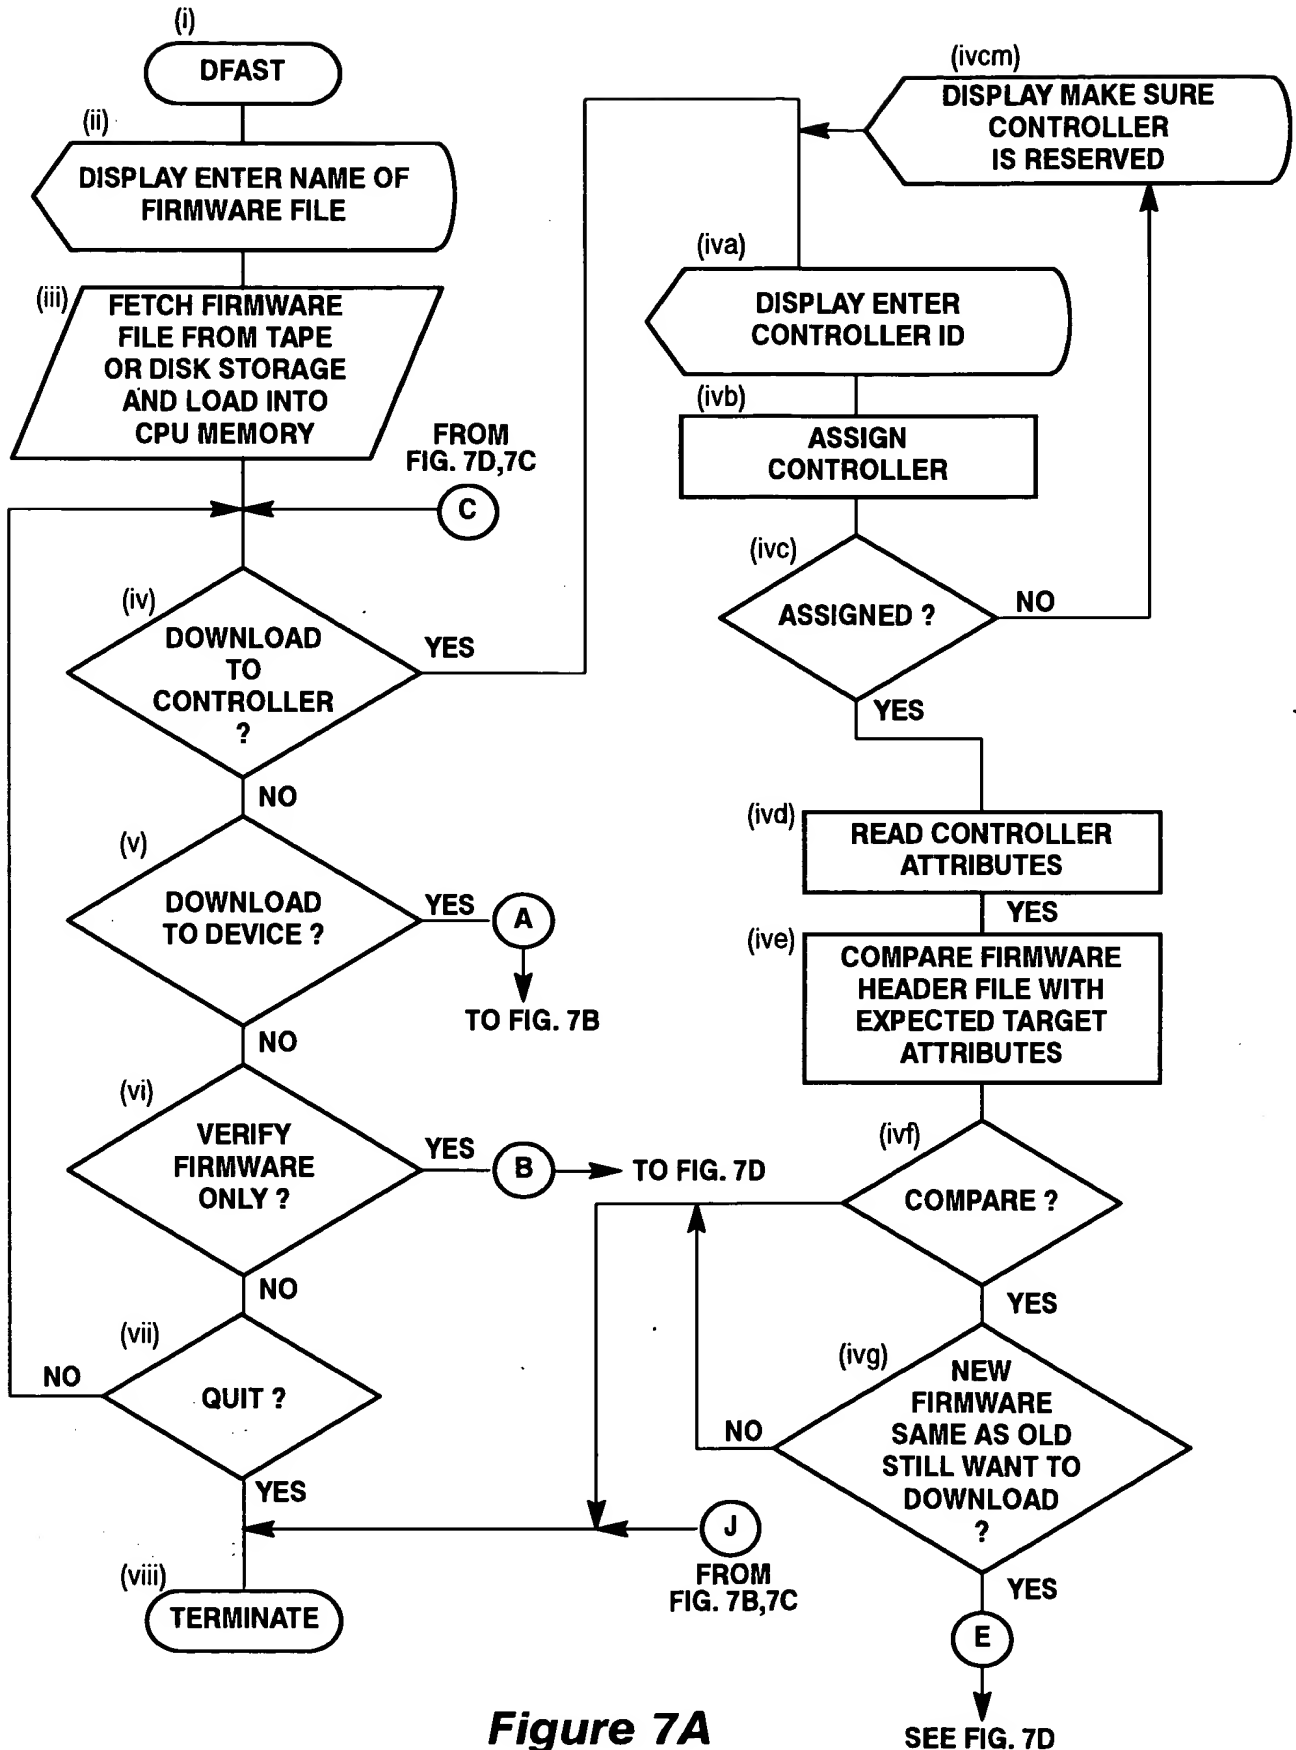 (i)
DFAST
(ii)
DISPLAY ENTER NAME OF
FIRMWARE FILE
(iii)
FETCH FIRMWARE
FILE FROM TAPE
OR DISK STORAGE
AND LOAD INTO
CPU MEMORY
FROM
FIG. 7D,7C
C
(iv)
DOWNLOAD
TO
CONTROLLER
?
YES
NO
(v)
DOWNLOAD
TO DEVICE ?
YES
A
TO FIG. 7B
NO
(vi)
VERIFY
FIRMWARE
ONLY ?
YES
B
TO FIG. 7D
NO
(vii)
QUIT ?
NO
YES
(viii)
TERMINATE
(ivcm)
DISPLAY MAKE SURE
CONTROLLER
IS RESERVED
(iva)
DISPLAY ENTER
CONTROLLER ID
(ivb)
ASSIGN
CONTROLLER
(ivc)
ASSIGNED ?
NO
YES
(ivd)
READ CONTROLLER
ATTRIBUTES
YES
(ive)
COMPARE FIRMWARE
HEADER FILE WITH
EXPECTED TARGET
ATTRIBUTES
(ivf)
COMPARE ?
YES
(ivg)
NEW
FIRMWARE
SAME AS OLD
STILL WANT TO
DOWNLOAD
?
NO
YES
J
FROM
FIG. 7B,7C
E
SEE FIG. 7D
Figure 7A